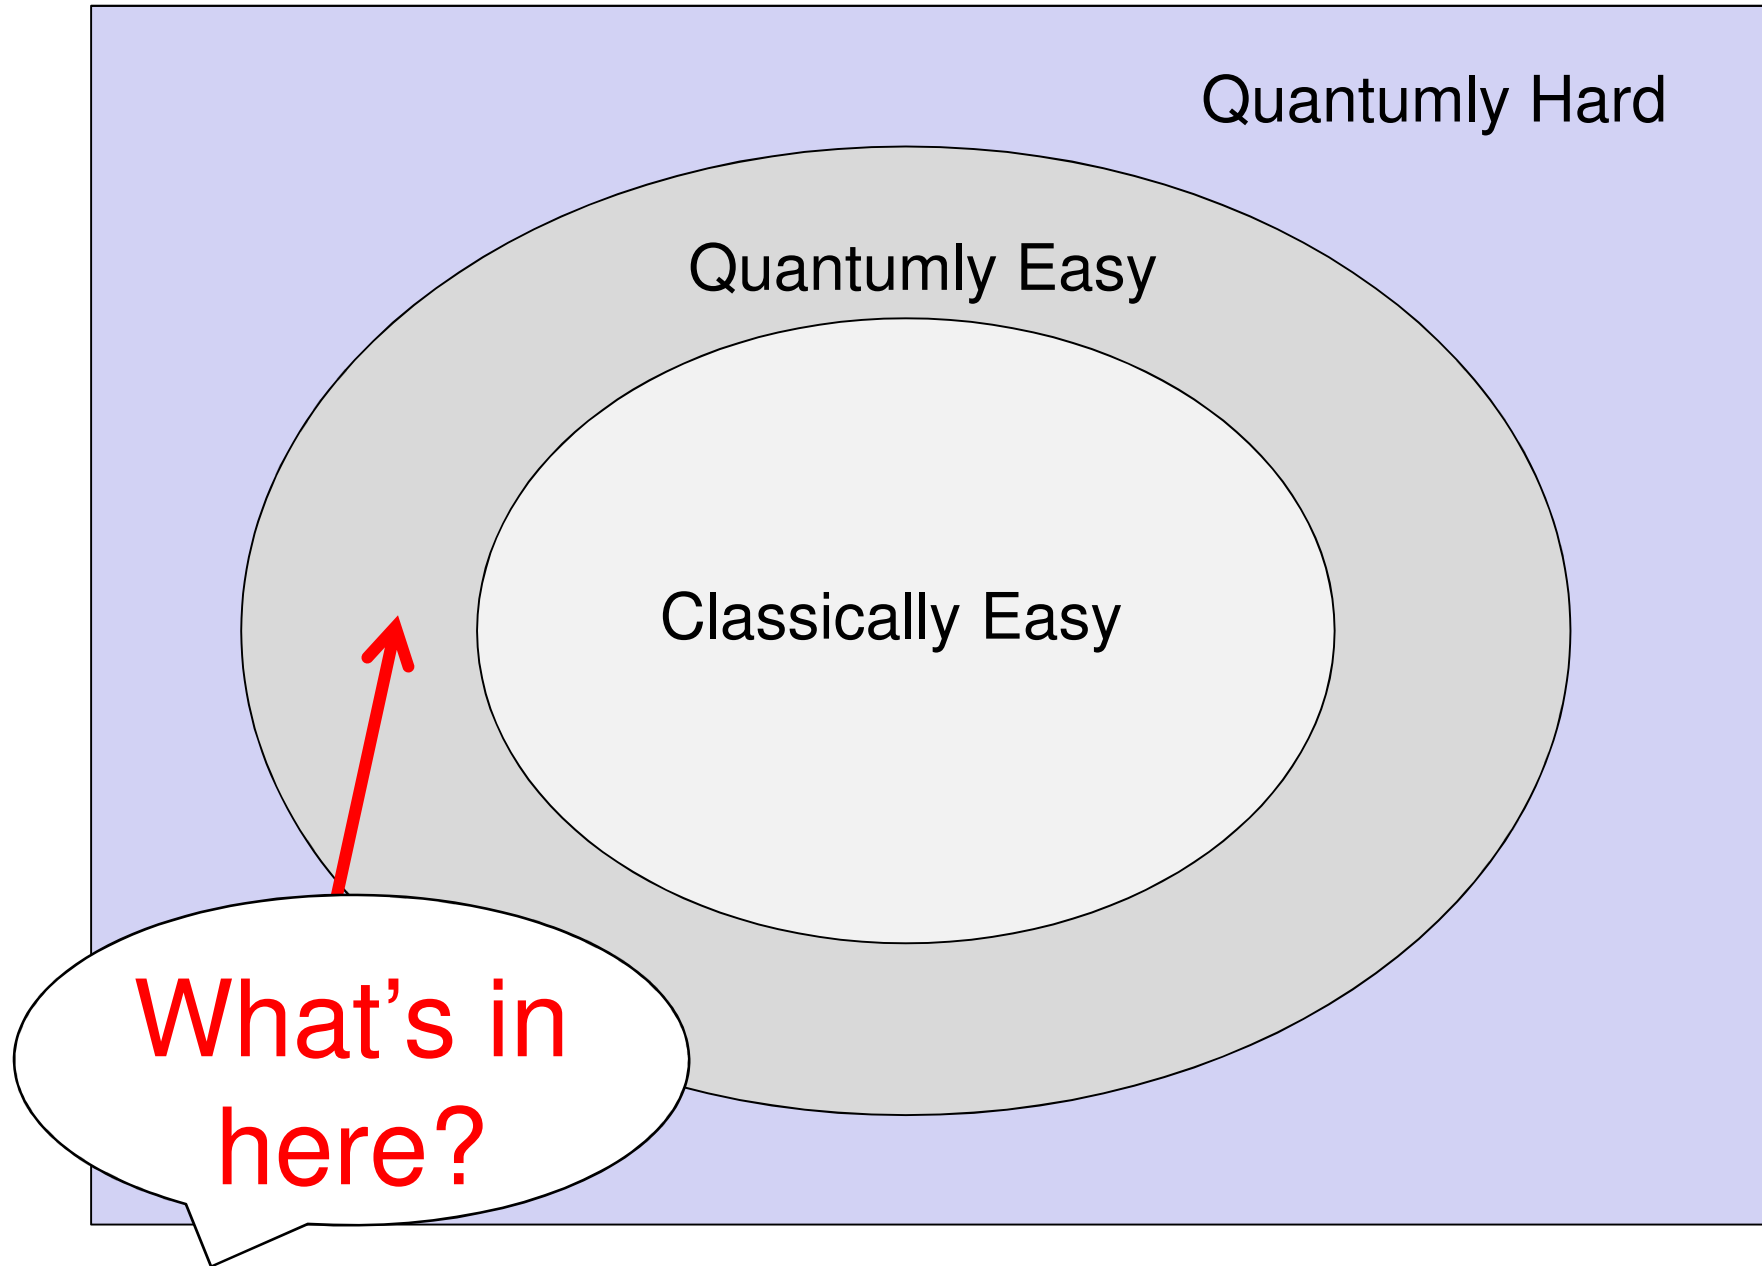 Quantumly Hard
Quantumly Easy
Classically Easy
What’s in
here?